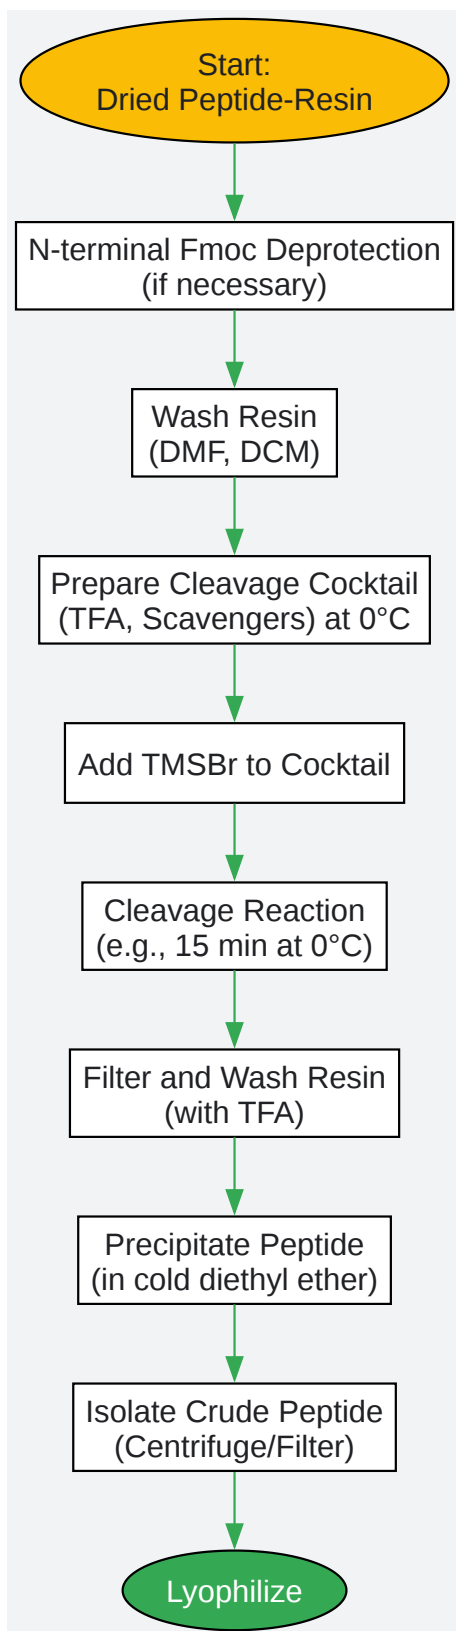 Start:
Dried Peptide-Resin
N-terminal Fmoc Deprotection
(if necessary)
Wash Resin
(DMF, DCM)
Prepare Cleavage Cocktail
(TFA, Scavengers) at 0°C
Add TMSBr to Cocktail
Cleavage Reaction
(e.g., 15 min at 0°C)
Filter and Wash Resin
(with TFA)
Precipitate Peptide
(in cold diethyl ether)
Isolate Crude Peptide
(Centrifuge/Filter)
Lyophilize